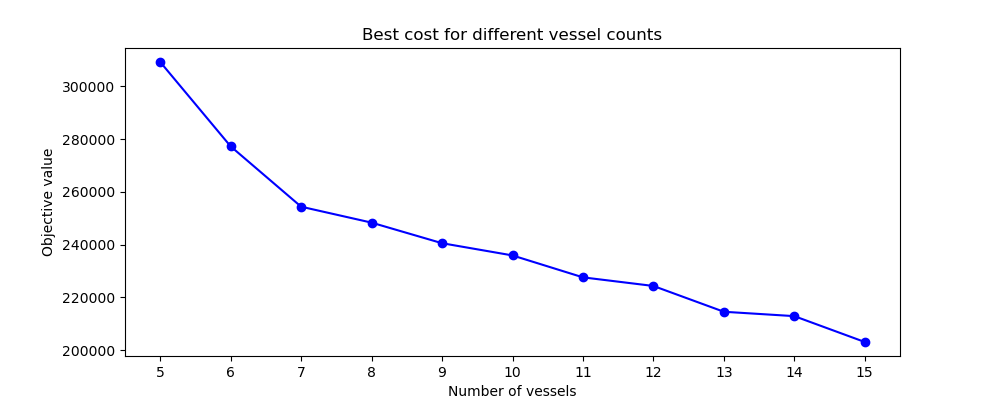 Best cost for different vessel counts
Objective value
300000
280000
260000
240000
220000
200000
5 6 7 8 9 10 11 12 13 14 15
Number of vessels